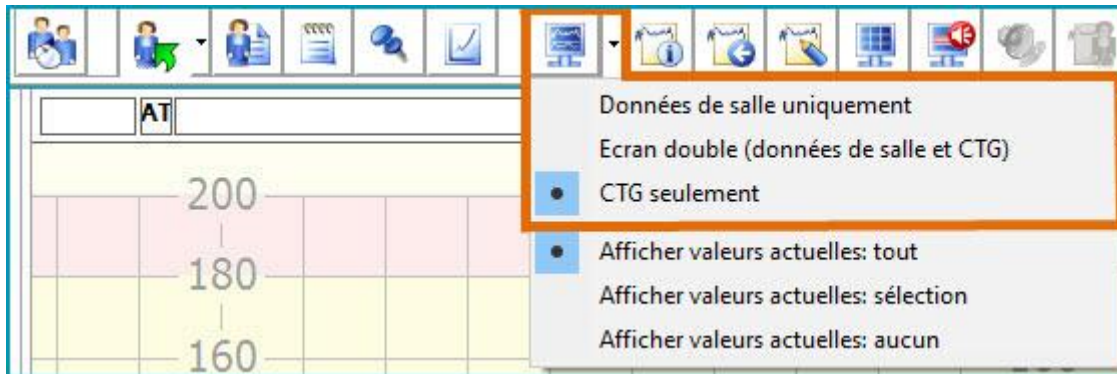 AT
Données de salle uniquement
Ecran double (données de salle et CTG)
CTG seulement
Afficher valeurs actuelles: tout
Afficher valeurs actuelles: sélection
Afficher valeurs actuelles: aucun
200
180
160